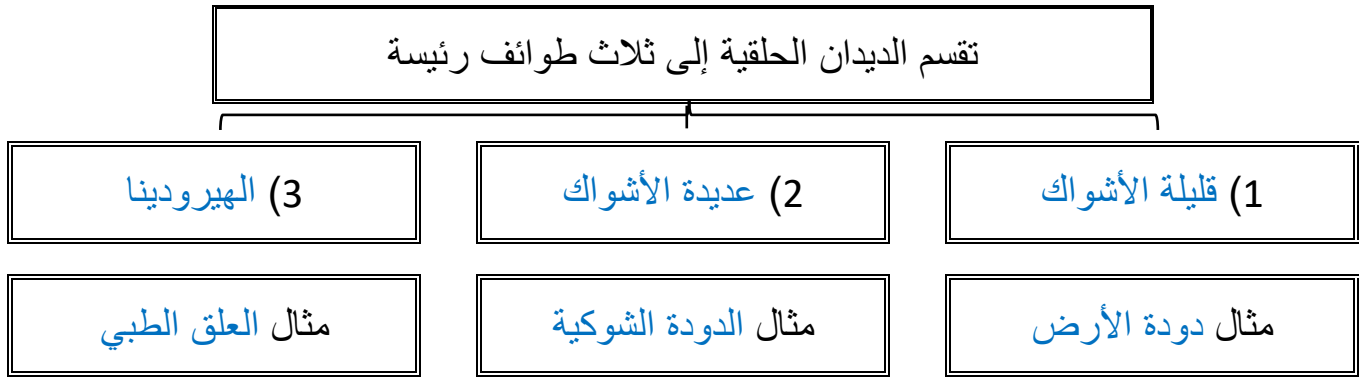 تقسم الديدان الحلقية إلى ثلاث طوائف رئيسة
1) قليلة الأشواك
2) عديدة الأشواك
3) الهيرودينا
مثال دودة الأرض
مثال الدودة الشوكية
مثال العلق الطبي